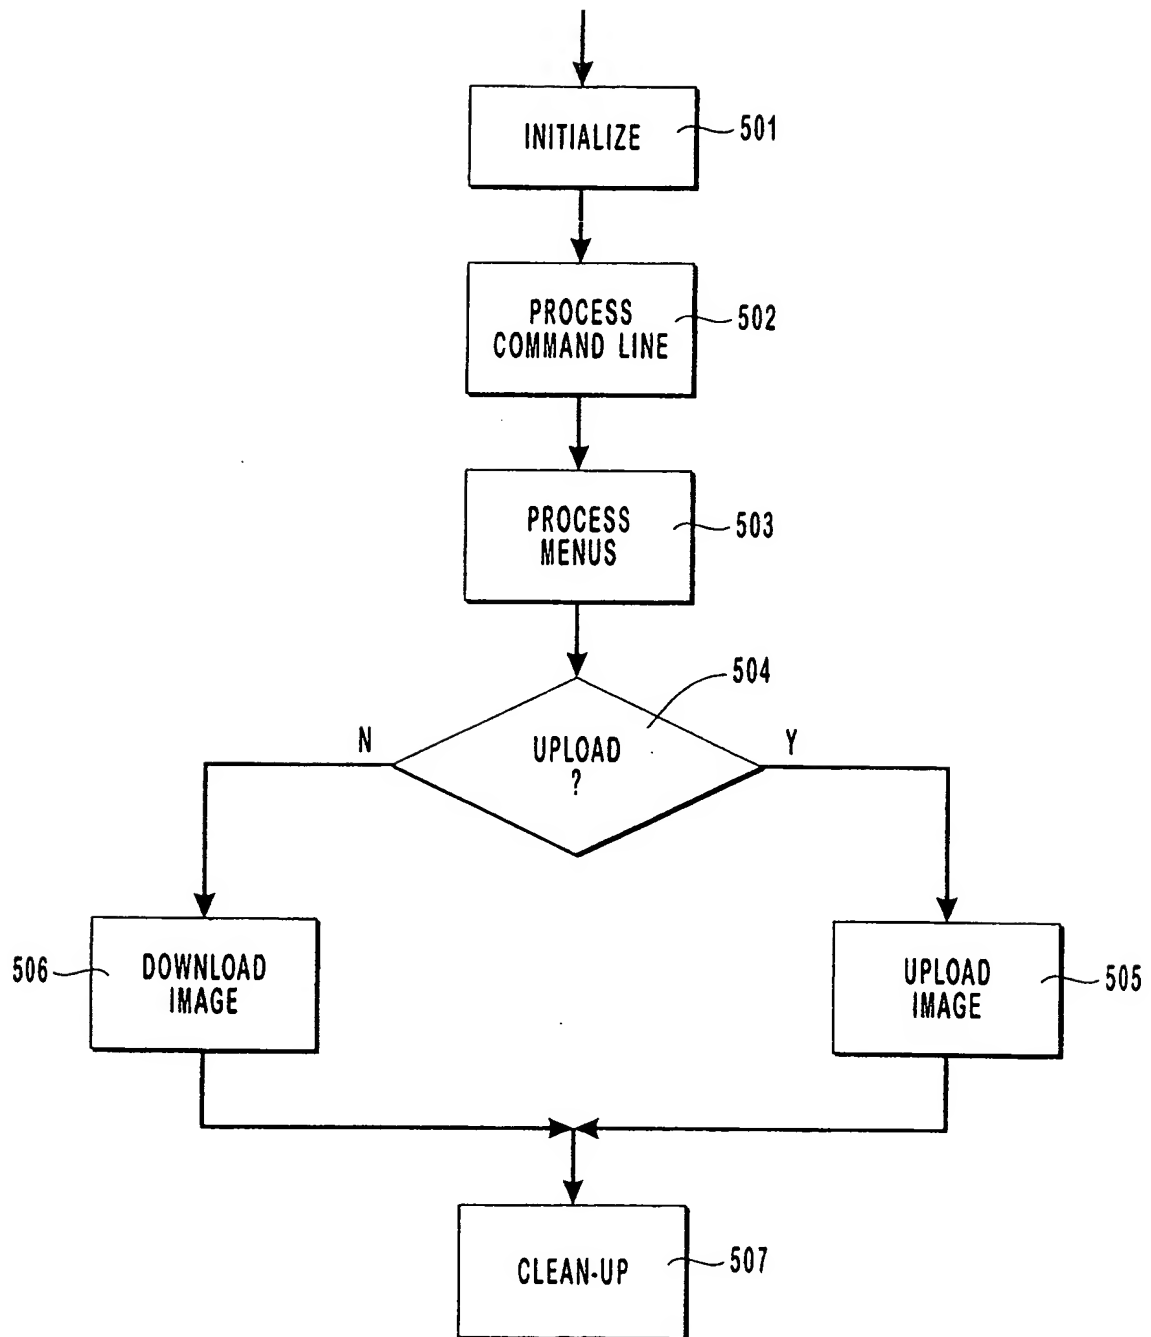 INITIALIZE
501
PROCESS
COMMAND LINE
502
PROCESS
MENUS
503
504
N
UPLOAD
?
Y
506
DOWNLOAD
IMAGE
UPLOAD
IMAGE
505
CLEAN-UP
507